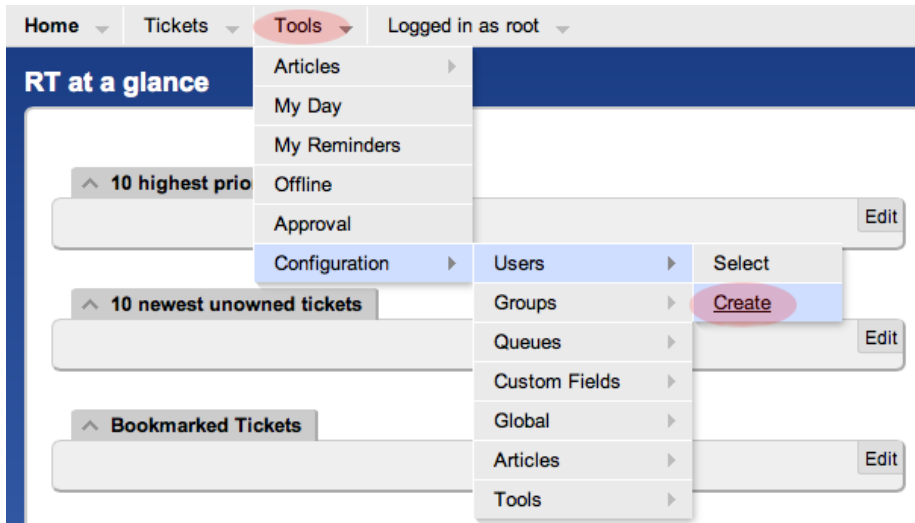 Home Tickets Tools Logged in as root
RT at a glance
Articles
My Day
My Reminders
10 highest prio
Offline
Edit
Approval
Configuration Users Select
10 newest unowned tickets
Groups Create
Edit
Queues
Custom Fields
Bookmarked Tickets
Global
Articles
Edit
Tools